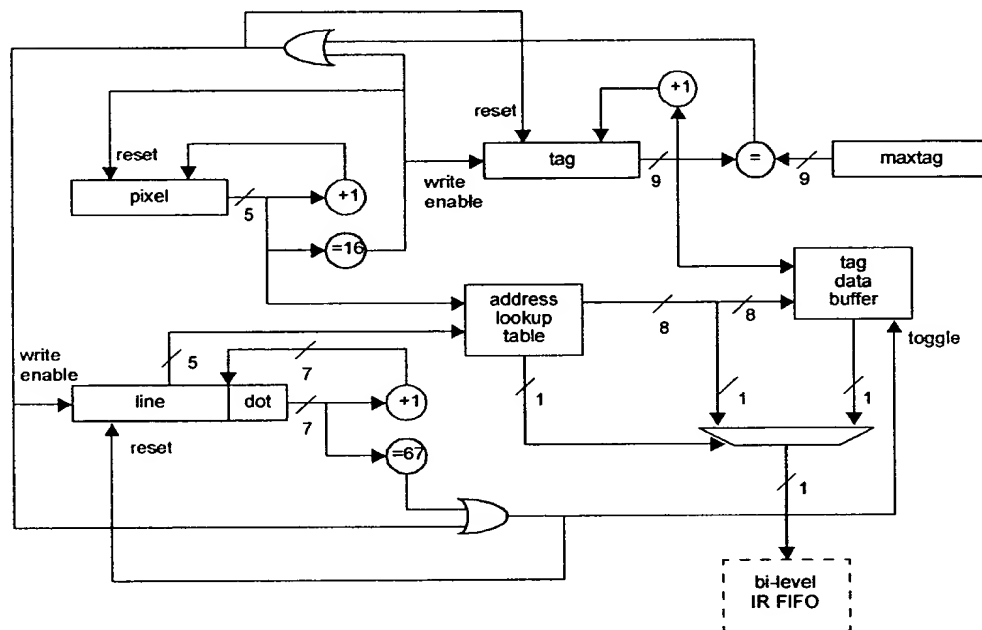 reset
+1
tag
9
=
9
maxtag
reset
write
enable
pixel
5
+1
=16
tag
data
buffer
address
lookup
table
8
8
toggle
write
enable
5
7
1
1
1
line
dot
7
+1
reset
=67
1
bi-level
IR FIFO